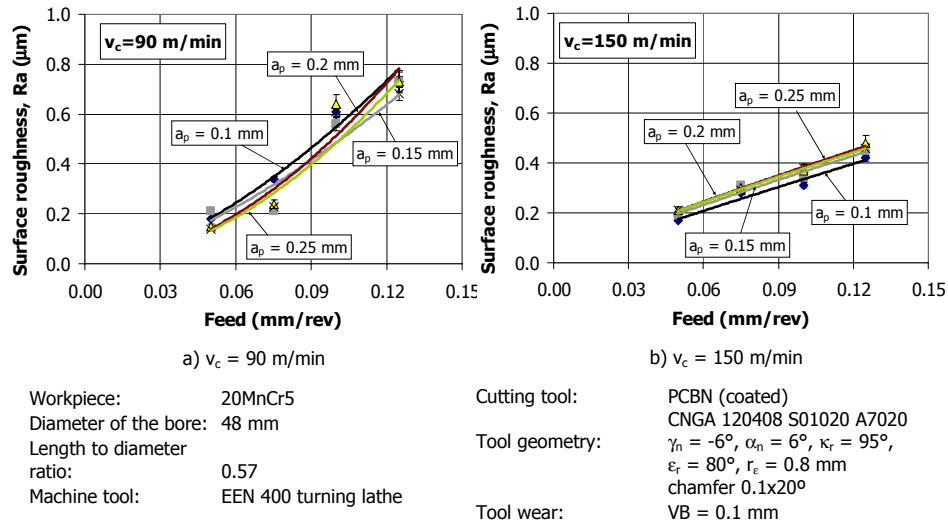 1.0
0.8
0.6
0.4
0.2
0.0
Surface roughness, Ra (µm)
v_c=90 m/min
a_p = 0.2 mm
a_p = 0.1 mm
a_p = 0.15 mm
a_p = 0.25 mm
0.00 0.03 0.06 0.09 0.12 0.15
Feed (mm/rev)
a) v_c = 90 m/min
1.0
0.8
0.6
0.4
0.2
0.0
Surface roughness, Ra (µm)
v_c=150 m/min
a_p = 0.25 mm
a_p = 0.2 mm
a_p = 0.1 mm
a_p = 0.15 mm
0.00 0.03 0.06 0.09 0.12 0.15
Feed (mm/rev)
b) v_c = 150 m/min
Workpiece: 20MnCr5
Diameter of the bore: 48 mm
Length to diameter
ratio: 0.57
Machine tool: EEN 400 turning lathe
Cutting tool: PCBN (coated)
CNGA 120408 S01020 A7020
Tool geometry: γ_n = -6°, α_n = 6°, κ_r = 95°,
ε_r = 80°, r_ε = 0.8 mm
chamfer 0.1x20º
Tool wear: VB = 0.1 mm